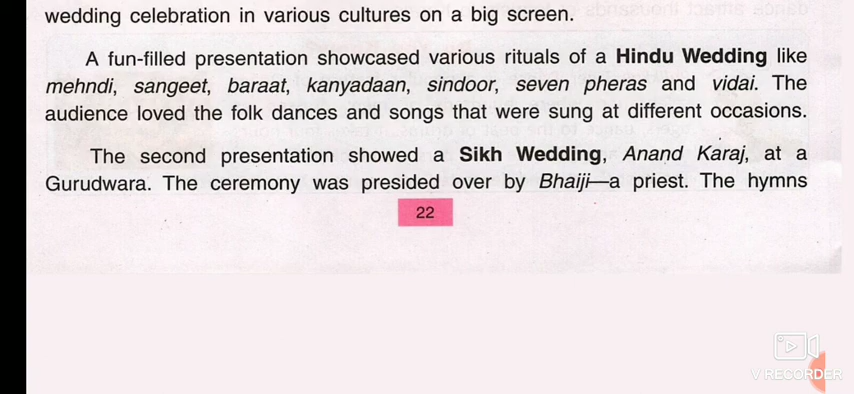 wedding celebration in various cultures on a big screen.
A fun-filled presentation showcased various rituals of a Hindu Wedding like
mehndi, sangeet, baraat, kanyadaan, sindoor, seven pheras and vidai. The
audience loved the folk dances and songs that were sung at different occasions.
The second presentation showed a Sikh Wedding, Anand Karaj, at a
Gurudwara. The ceremony was presided over by Bhaiji—a priest. The hymns
22
V RECORDER